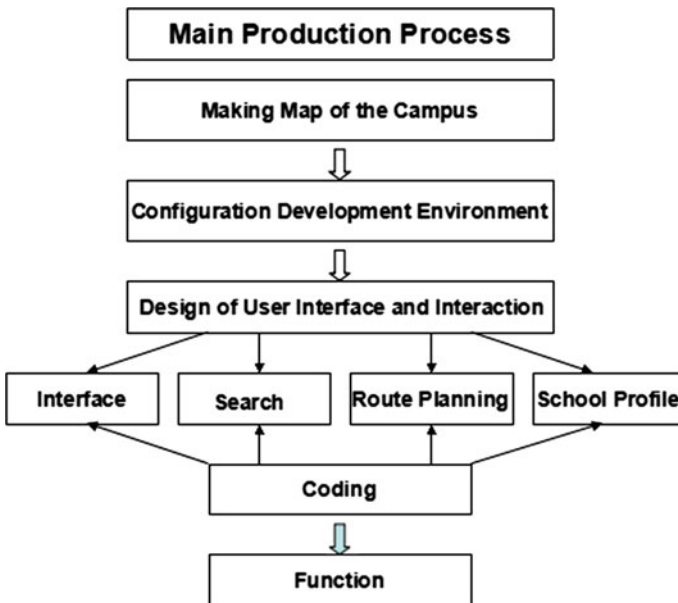 Main Production Process
Making Map of the Campus
Configuration Development Environment
Design of User Interface and Interaction
Interface
Search
Route Planning
School Profile
Coding
Function